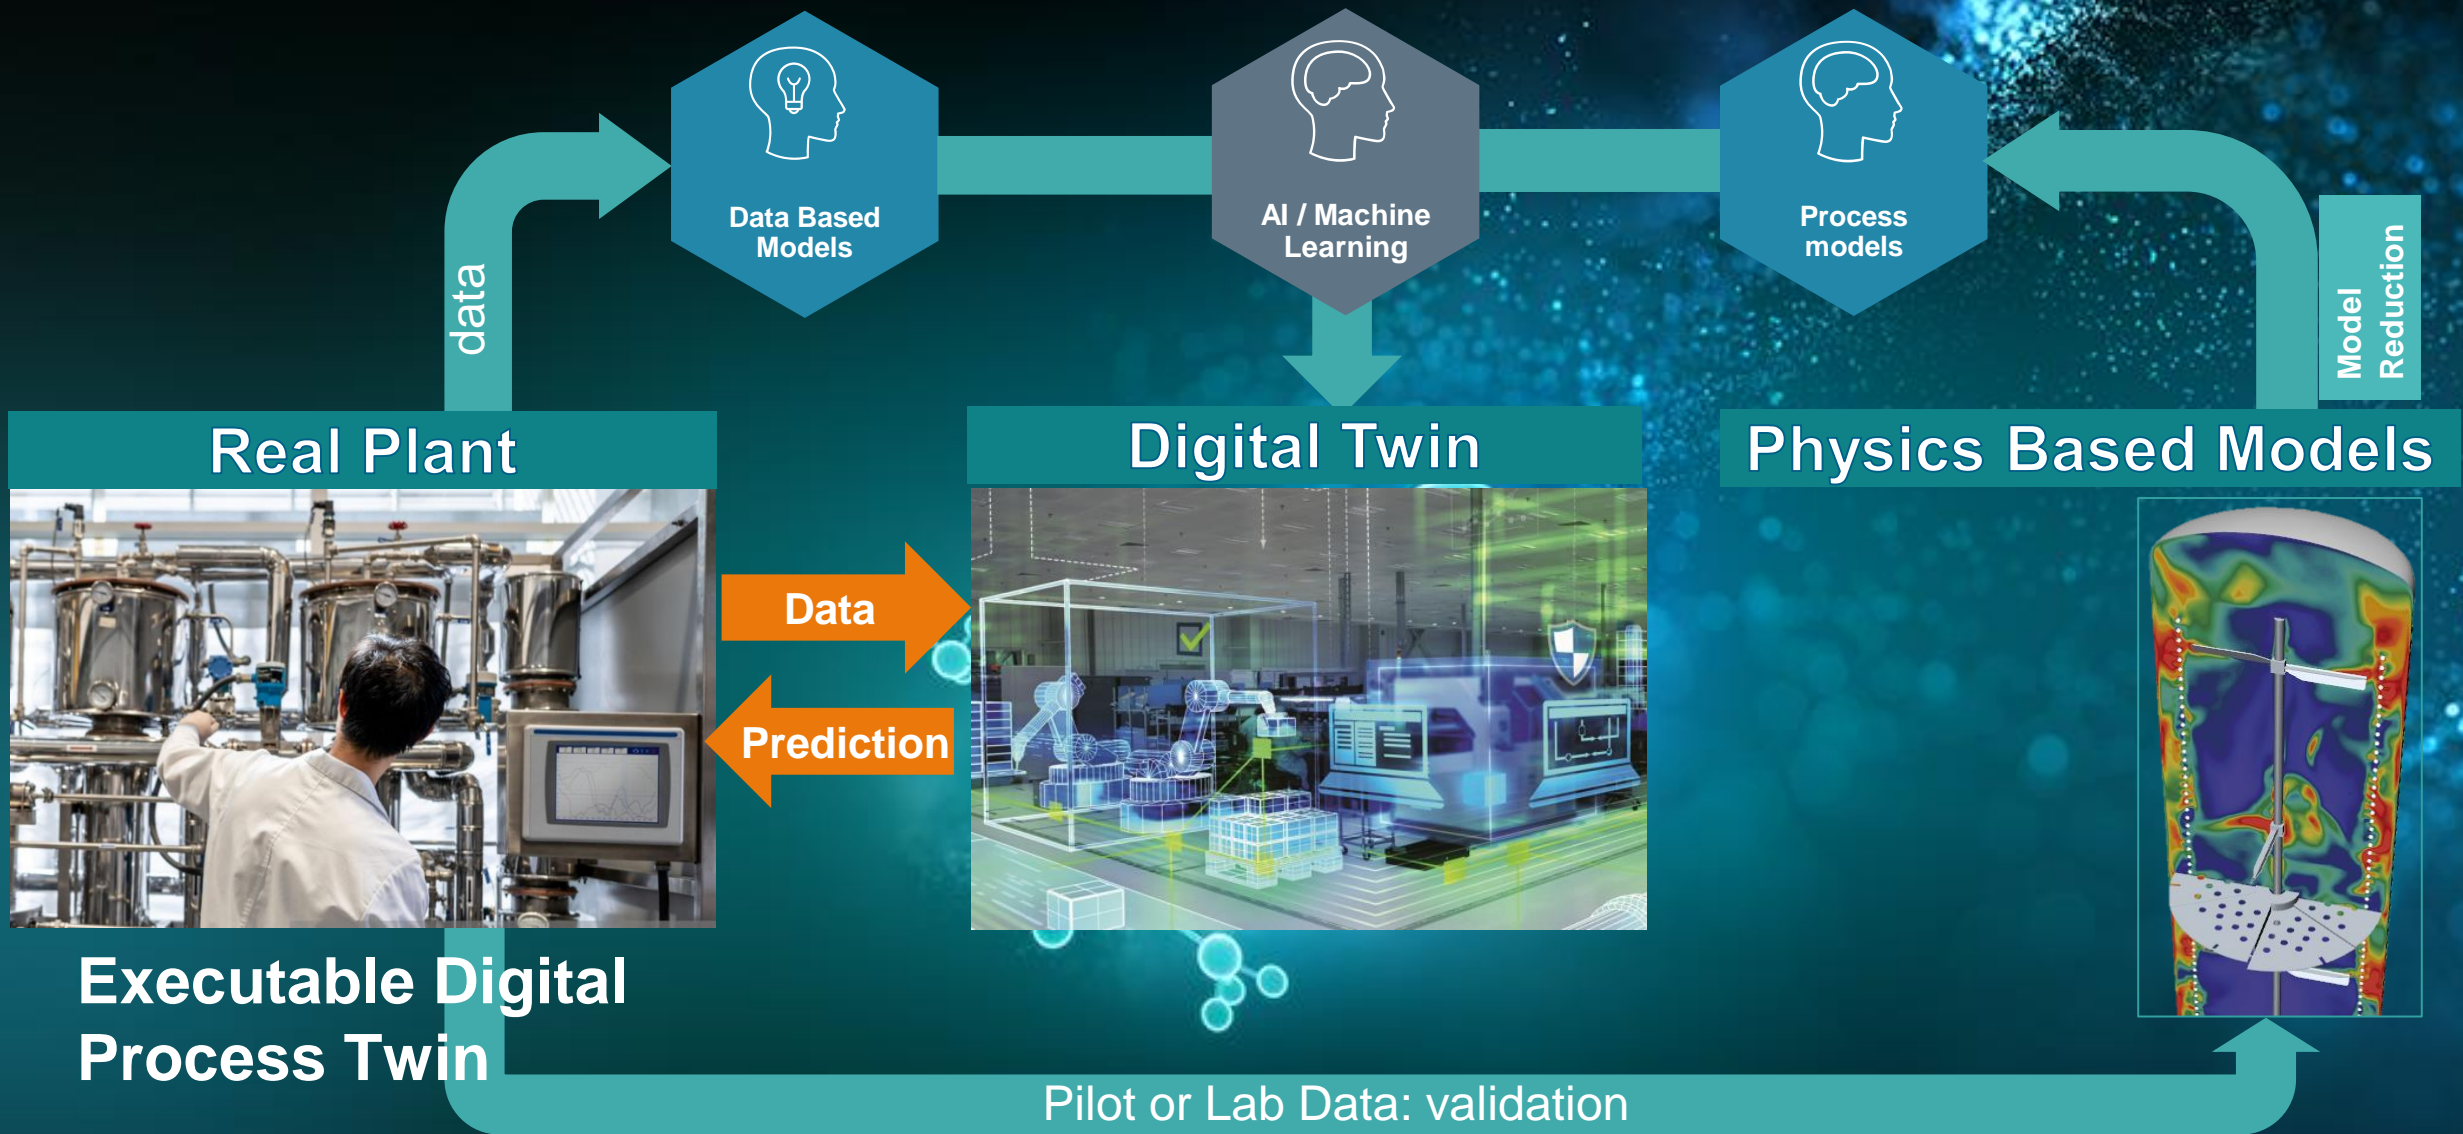 Data Based
Models
AI / Machine
Learning
Process
models
data
Model
Reduction
Real Plant
Digital Twin
Physics Based Models
Data
Prediction
Executable Digital
Process Twin
Pilot or Lab Data: validation